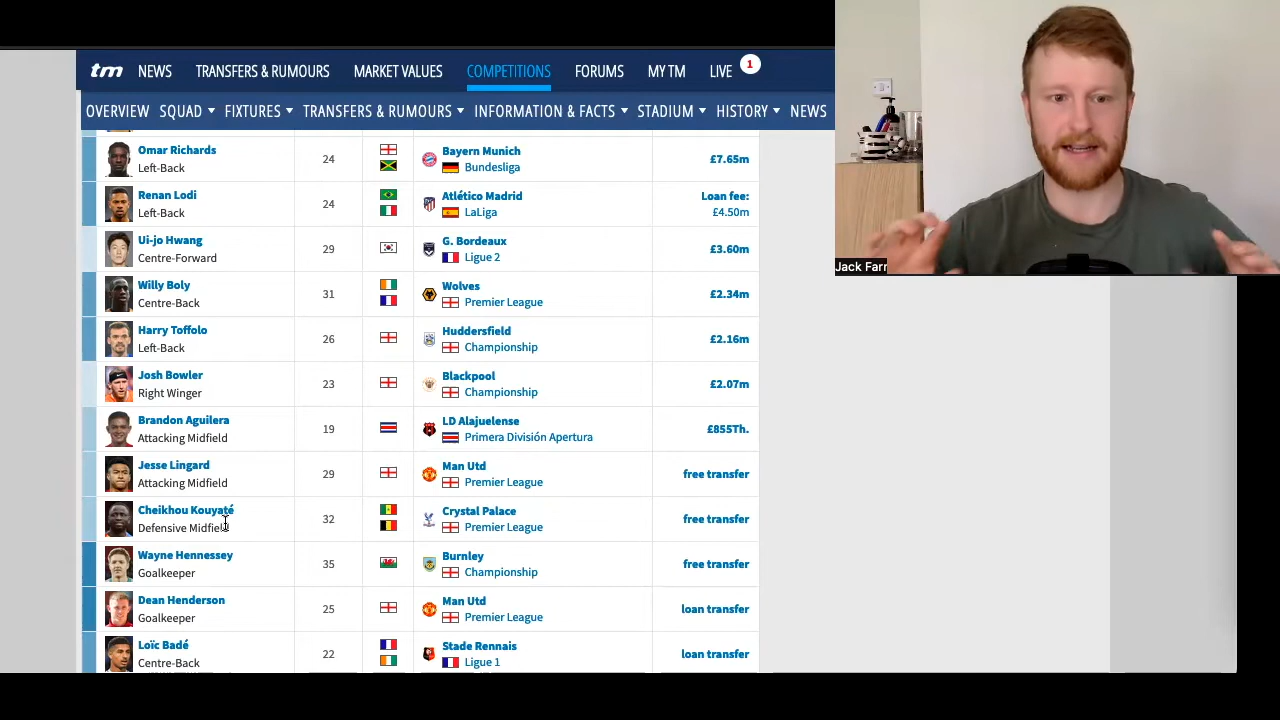 tm NEWS TRANSFERS & RUMOURS MARKET VALUES COMPETITIONS FORUMS MY TM LIVE 1
OVERVIEW SQUAD FIXTURES TRANSFERS & RUMOURS INFORMATION & FACTS STADIUM HISTORY NEWS
Omar Richards 24 Bayern Munich £7.65m
Left-Back Bundesliga
Renan Lodi 24 Atlético Madrid Loan fee:
Left-Back LaLiga £4.50m
Ui-jo Hwang 29 G. Bordeaux £3.60m
Centre-Forward Ligue 2
Jack Farr
Willy Boly 31 Wolves £2.34m
Centre-Back Premier League
Harry Toffolo 26 Huddersfield £2.16m
Left-Back Championship
Josh Bowler 23 Blackpool £2.07m
Right Winger Championship
Brandon Aguilera 19 LD Alajuelense £855Th.
Attacking Midfield Primera División Apertura
Jesse Lingard 29 Man Utd free transfer
Attacking Midfield Premier League
Cheikhou Kouyaté 32 Crystal Palace free transfer
Defensive Midfield Premier League
Wayne Hennessey 35 Burnley free transfer
Goalkeeper Championship
Dean Henderson 25 Man Utd loan transfer
Goalkeeper Premier League
Loïc Badé 22 Stade Rennais loan transfer
Centre-Back Ligue 1